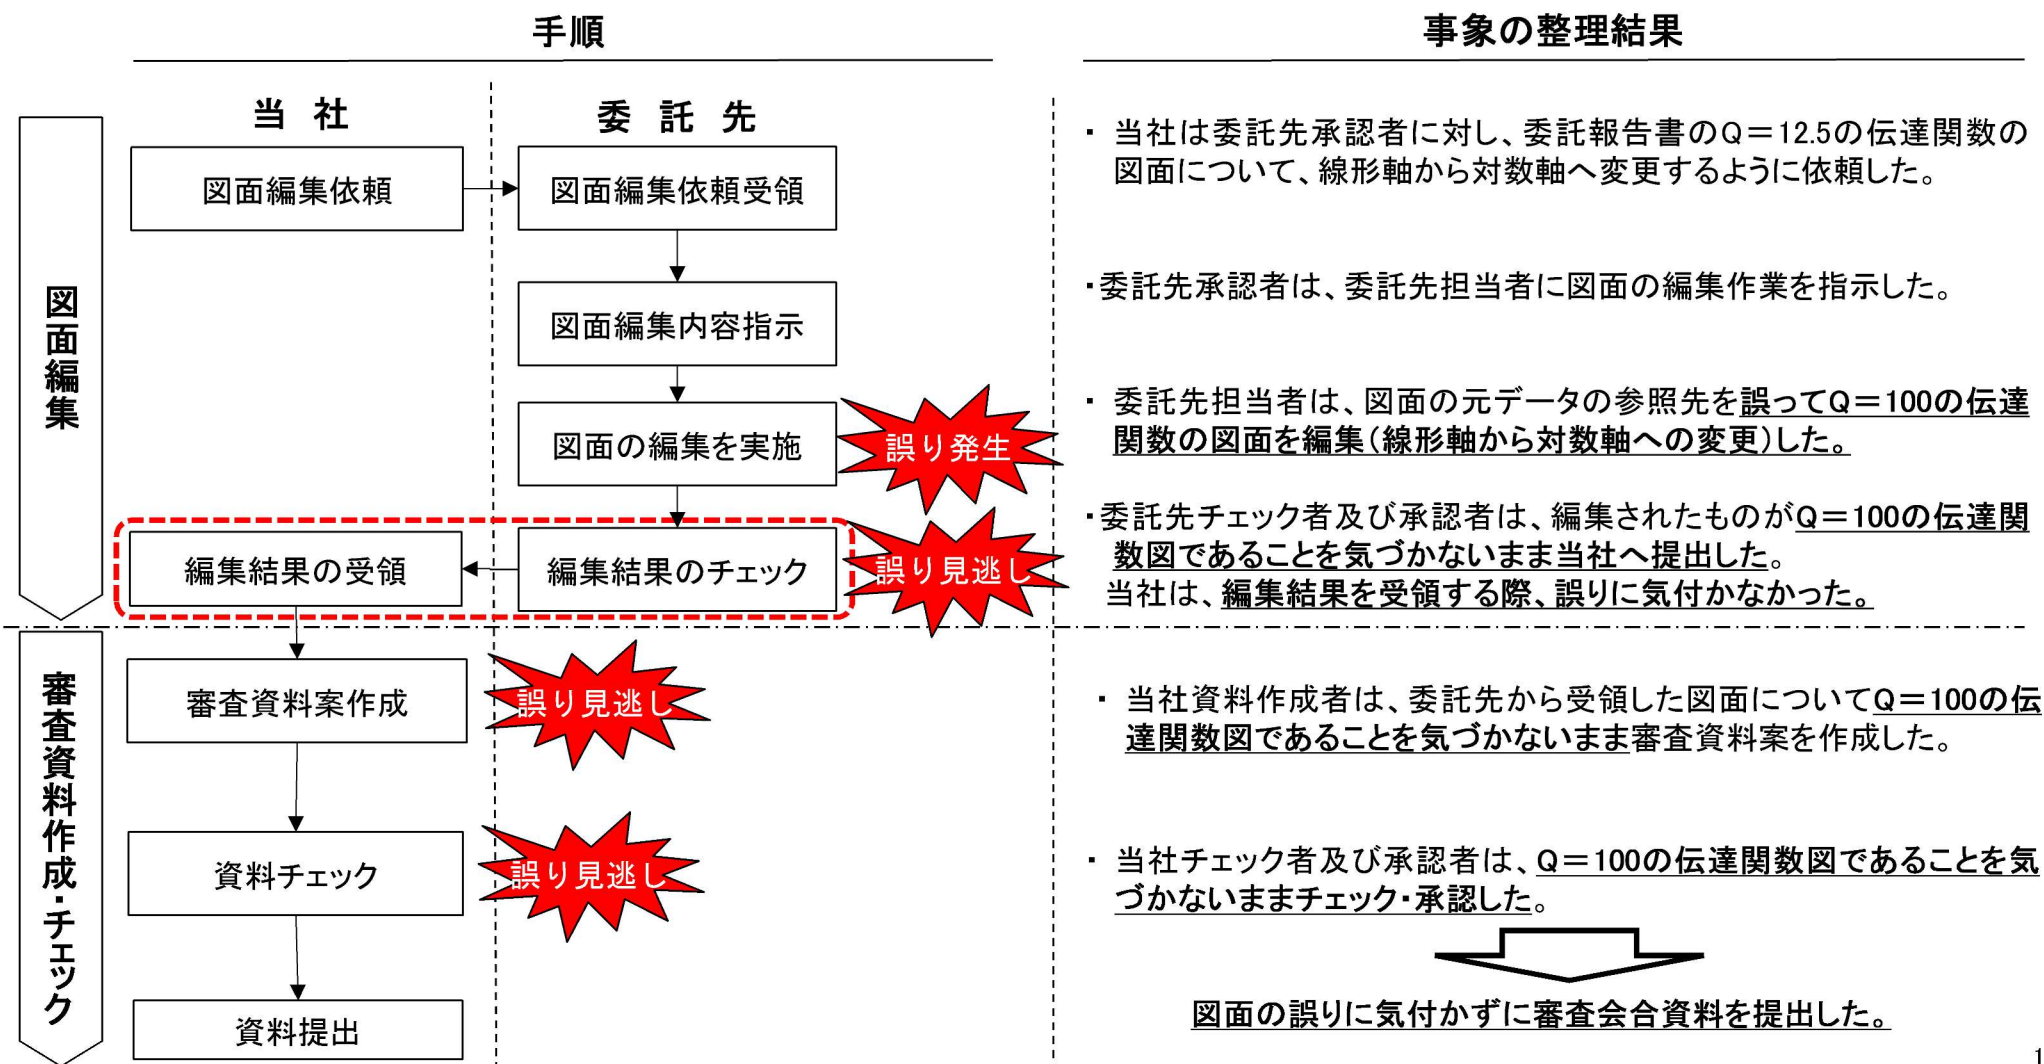 手順
事象の整理結果
当 社
委 託 先
図面編集
図面編集依頼
図面編集依頼受領
・ 当社は委託先承認者に対し、委託報告書のQ=12.5の伝達関数の
図面について、線形軸から対数軸へ変更するように依頼した。
図面編集内容指示
・委託先承認者は、委託先担当者に図面の編集作業を指示した。
図面の編集を実施
誤り発生
・ 委託先担当者は、図面の元データの参照先を誤ってQ=100の伝達
関数の図面を編集(線形軸から対数軸への変更)した。
編集結果の受領
編集結果のチェック
誤り見逃し
・委託先チェック者及び承認者は、編集されたものがQ=100の伝達関
数図であることを気づかないまま当社へ提出した。
当社は、編集結果を受領する際、誤りに気付かなかった。
審査資料作成・チェック
審査資料案作成
誤り見逃し
・ 当社資料作成者は、委託先から受領した図面についてQ=100の伝
達関数図であることを気づかないまま審査資料案を作成した。
資料チェック
誤り見逃し
・ 当社チェック者及び承認者は、Q=100の伝達関数図であることを気
づかないままチェック・承認した。
資料提出
図面の誤りに気付かずに審査会合資料を提出した。
1